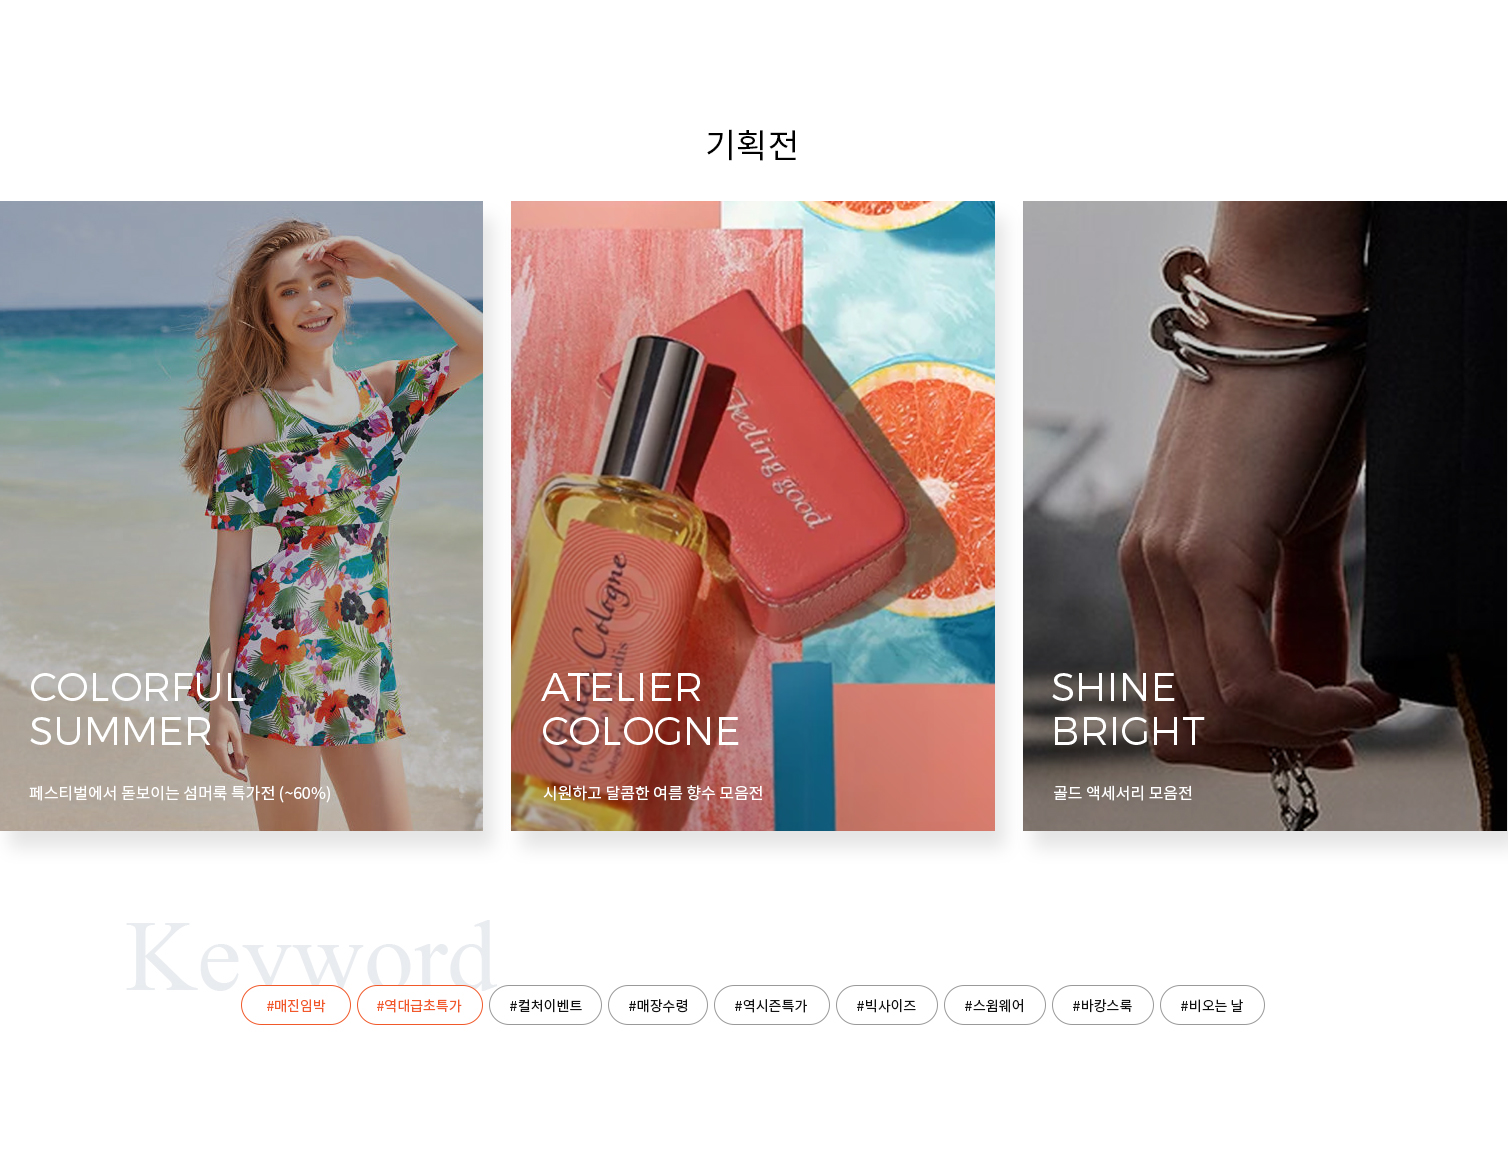 기획전
Feeling good
Atelier Cologne
COLORFUL
SUMMER
페스티벌에서 돋보이는 섬머룩 특가전 (~60%)
ATELIER
COLOGNE
시원하고 달콤한 여름 향수 모음전
SHINE
BRIGHT
골드 액세서리 모음전
Keyword
#매진임박
#역대급초특가
#컬처이벤트
#매장수령
#역시즌특가
#빅사이즈
#스윔웨어
#바캉스룩
#비오는 날